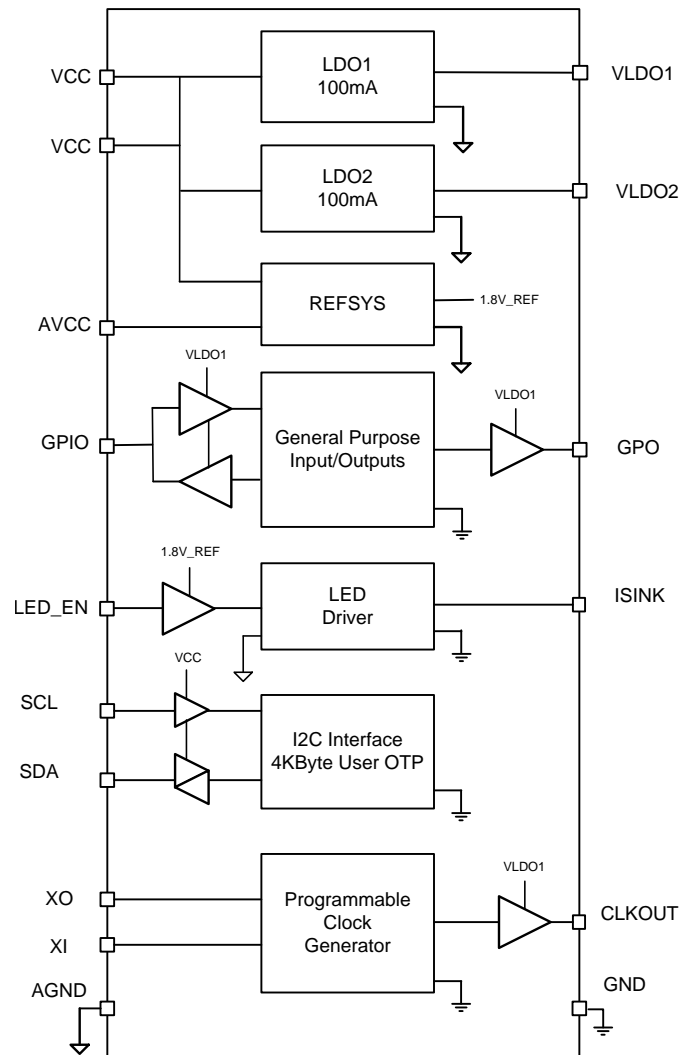 VCC
LDO1
100mA
VLDO1
VCC
LDO2
100mA
VLDO2
REFSYS
1.8V_REF
AVCC
VLDO1
GPIO
General Purpose
Input/Outputs
VLDO1
GPO
1.8V_REF
LED_EN
LED
Driver
ISINK
VCC
SCL
I2C Interface
4KByte User OTP
SDA
XO
XI
Programmable
Clock
Generator
VLDO1
CLKOUT
AGND
GND